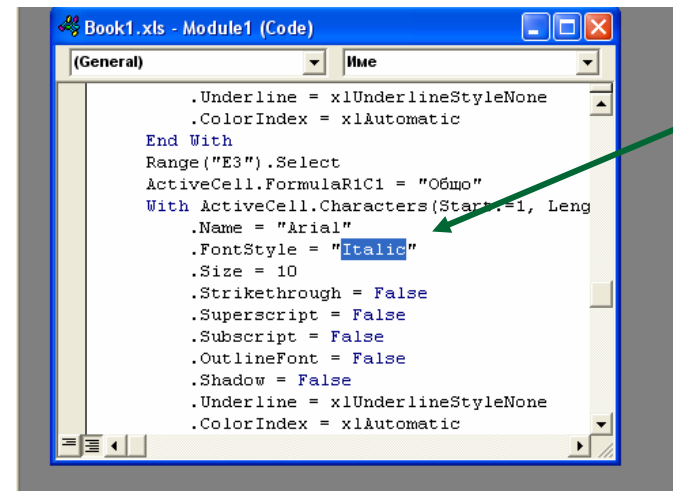 Book1.xls - Module1 (Code)
(General) Име
.Underline = xlUnderlineStyleNone
.ColorIndex = xlAutomatic
End With
Range("E3").Select
ActiveCell.FormulaR1C1 = "Общо"
With ActiveCell.Characters(Start:=1, Leng
.Name = "Arial"
.FontStyle = "Italic"
.Size = 10
.Strikethrough = False
.Superscript = False
.Subscript = False
.OutlineFont = False
.Shadow = False
.Underline = xlUnderlineStyleNone
.ColorIndex = xlAutomatic